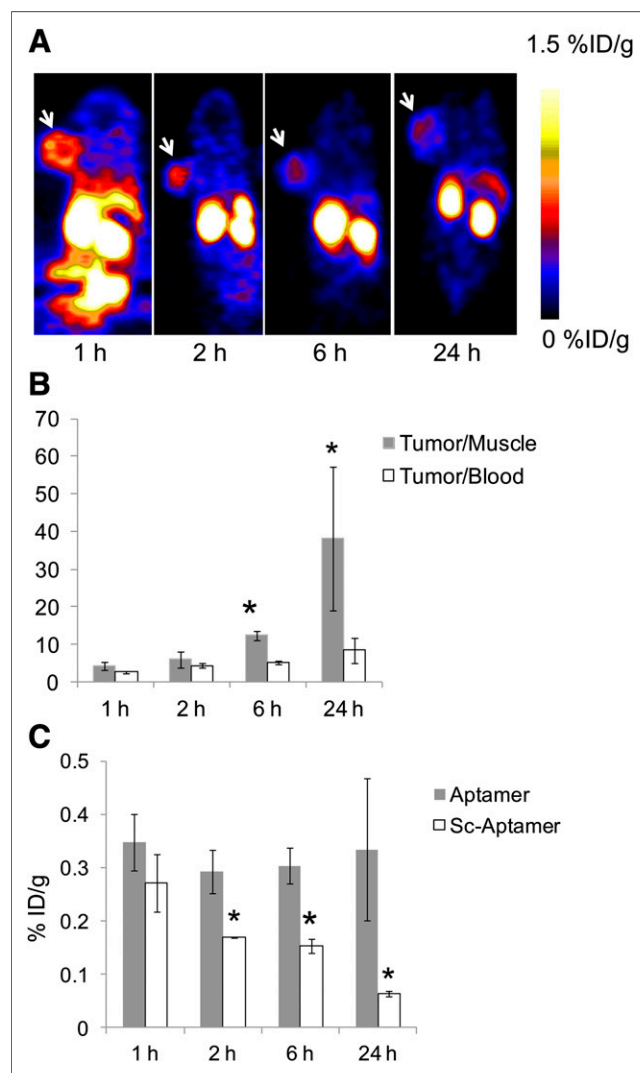 A
1.5 %ID/g
0 %ID/g
1 h 2 h 6 h 24 h
B
70
60
50
40
30
20
10
0
*
*
Tumor/Muscle
Tumor/Blood
1 h 2 h 6 h 24 h
C
0.5
0.4
0.3
0.2
0.1
0
% ID/g
*
*
*
Aptamer
Sc-Aptamer
1 h 2 h 6 h 24 h